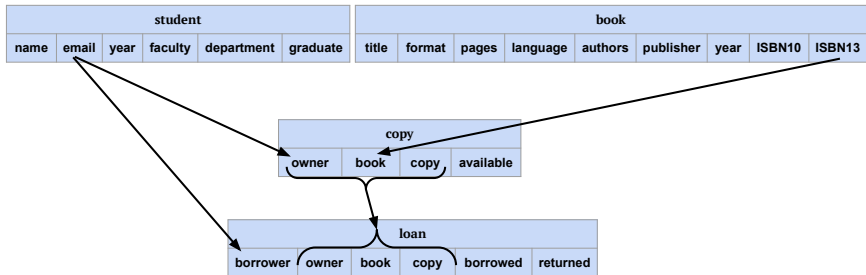 student
name email year faculty department graduate
book
title format pages language authors publisher year ISBN10 ISBN13
copy
owner book copy available
loan
borrower owner book copy borrowed returned